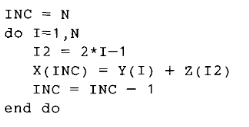 INC = N
do I=1,N
   I2 = 2*I-1
   X(INC) = Y(I) + Z(I2)
   INC = INC - 1
end do